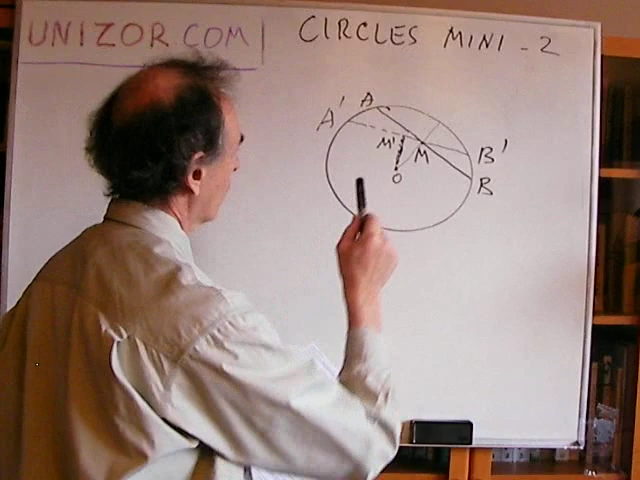 UNIZOR.COM
CIRCLES MINI - 2
A' A
M' M B'
O B